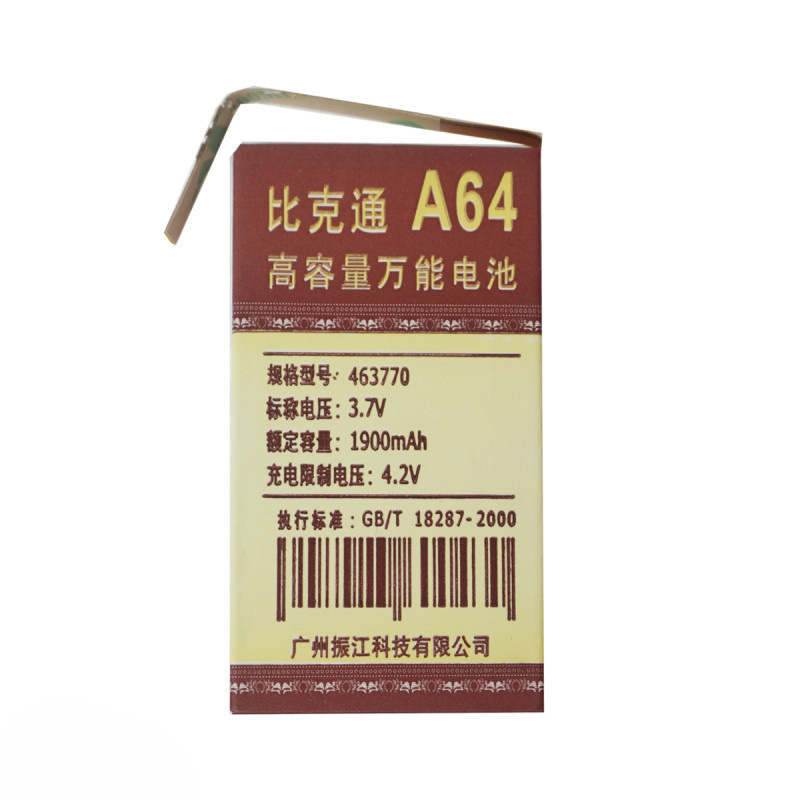 比克通 A64
高容量万能电池
规格型号: 463770
标称电压: 3.7V
额定容量: 1900mAh
充电限制电压: 4.2V
执行标准: GB/T 18287-2000
广州振江科技有限公司